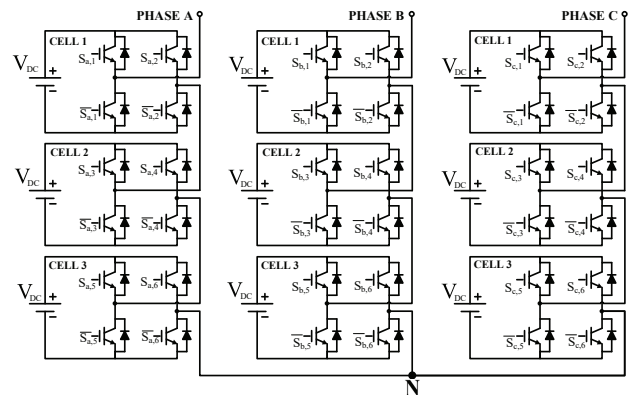 PHASE A
PHASE B
PHASE C
CELL 1
V_DC
+
−
S_a,1
S_a,2
S̅_a,1
S̅_a,2
CELL 2
V_DC
+
−
S_a,3
S_a,4
S̅_a,3
S̅_a,4
CELL 3
V_DC
+
−
S_a,5
S_a,6
S̅_a,5
S̅_a,6
CELL 1
V_DC
+
−
S_b,1
S_b,2
S̅_b,1
S̅_b,2
CELL 2
V_DC
+
−
S_b,3
S_b,4
S̅_b,3
S̅_b,4
CELL 3
V_DC
+
−
S_b,5
S_b,6
S̅_b,5
S̅_b,6
CELL 1
V_DC
+
−
S_c,1
S_c,2
S̅_c,1
S̅_c,2
CELL 2
V_DC
+
−
S_c,3
S_c,4
S̅_c,3
S̅_c,4
CELL 3
V_DC
+
−
S_c,5
S_c,6
S̅_c,5
S̅_c,6
N